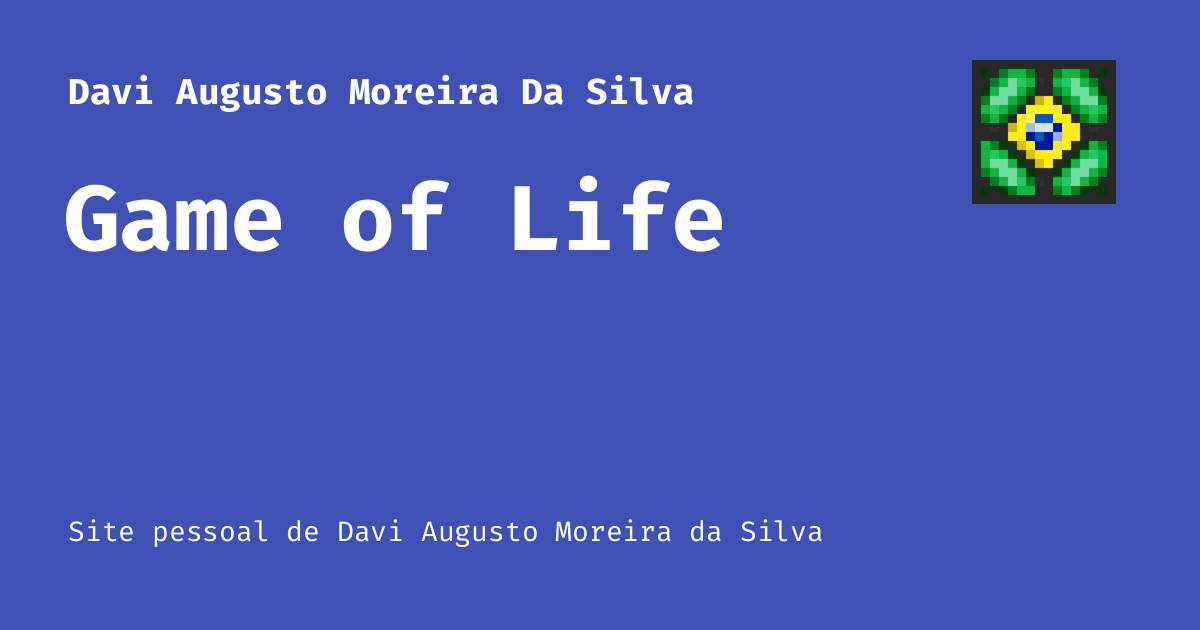 Davi Augusto Moreira Da Silva
Game of Life
Site pessoal de Davi Augusto Moreira da Silva